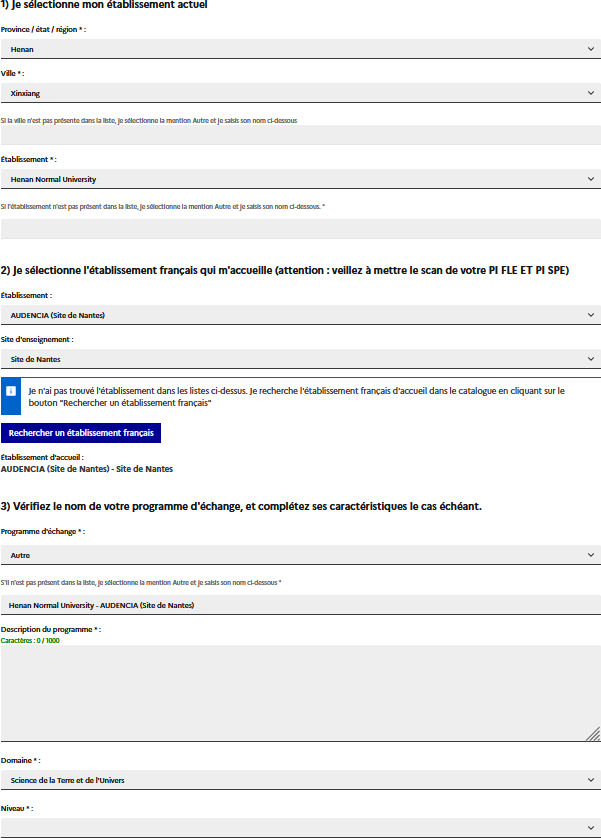 1) Je sélectionne mon établissement actuel
Province / état / région * :
Henan
Ville * :
Xinxiang
Si la ville n'est pas présente dans la liste, je sélectionne la mention Autre et je saisis son nom ci-dessous
Établissement * :
Henan Normal University
Si l'établissement n'est pas présent dans la liste, je sélectionne la mention Autre et je saisis son nom ci-dessous. *
2) Je sélectionne l'établissement français qui m'accueille (attention : veillez à mettre le scan de votre PI FLE ET PI SPE)
Établissement :
AUDENCIA (Site de Nantes)
Site d'enseignement :
Site de Nantes
Je n'ai pas trouvé l'établissement dans les listes ci-dessus. Je recherche l'établissement français d'accueil dans le catalogue en cliquant sur le
bouton "Rechercher un établissement français"
Rechercher un établissement français
Établissement d'accueil :
AUDENCIA (Site de Nantes) - Site de Nantes
3) Vérifiez le nom de votre programme d'échange, et complétez ses caractéristiques le cas échéant.
Programme d'échange * :
Autre
S'il n'est pas présent dans la liste, je sélectionne la mention Autre et je saisis son nom ci-dessous *
Henan Normal University - AUDENCIA (Site de Nantes)
Description du programme * :
Caractères : 0 / 1000
Domaine * :
Science de la Terre et de l'Univers
Niveau * :